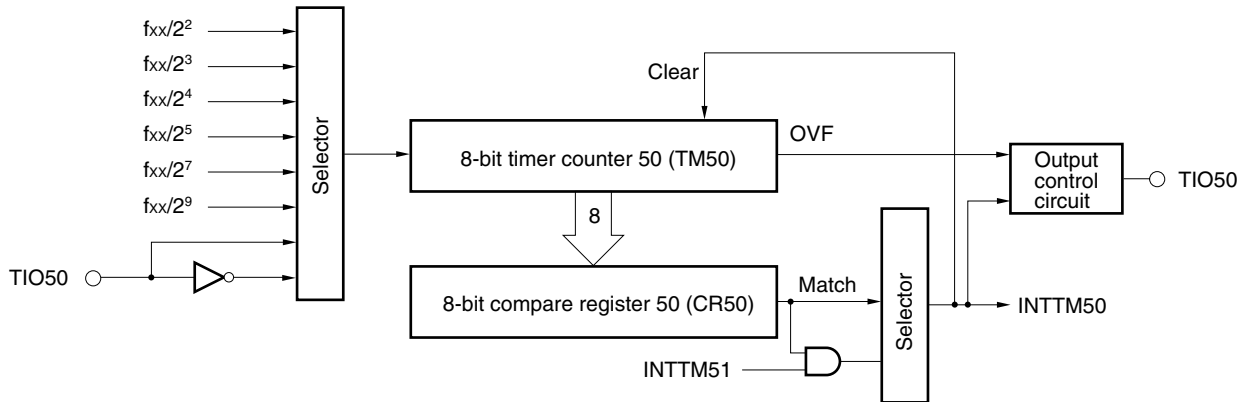 fxx/2²
fxx/2³
fxx/2⁴
fxx/2⁵
fxx/2⁷
fxx/2⁹
TIO50
Selector
Clear
8-bit timer counter 50 (TM50)
OVF
8
8-bit compare register 50 (CR50)
Match
INTTM51
Selector
Output
control
circuit
TIO50
INTTM50